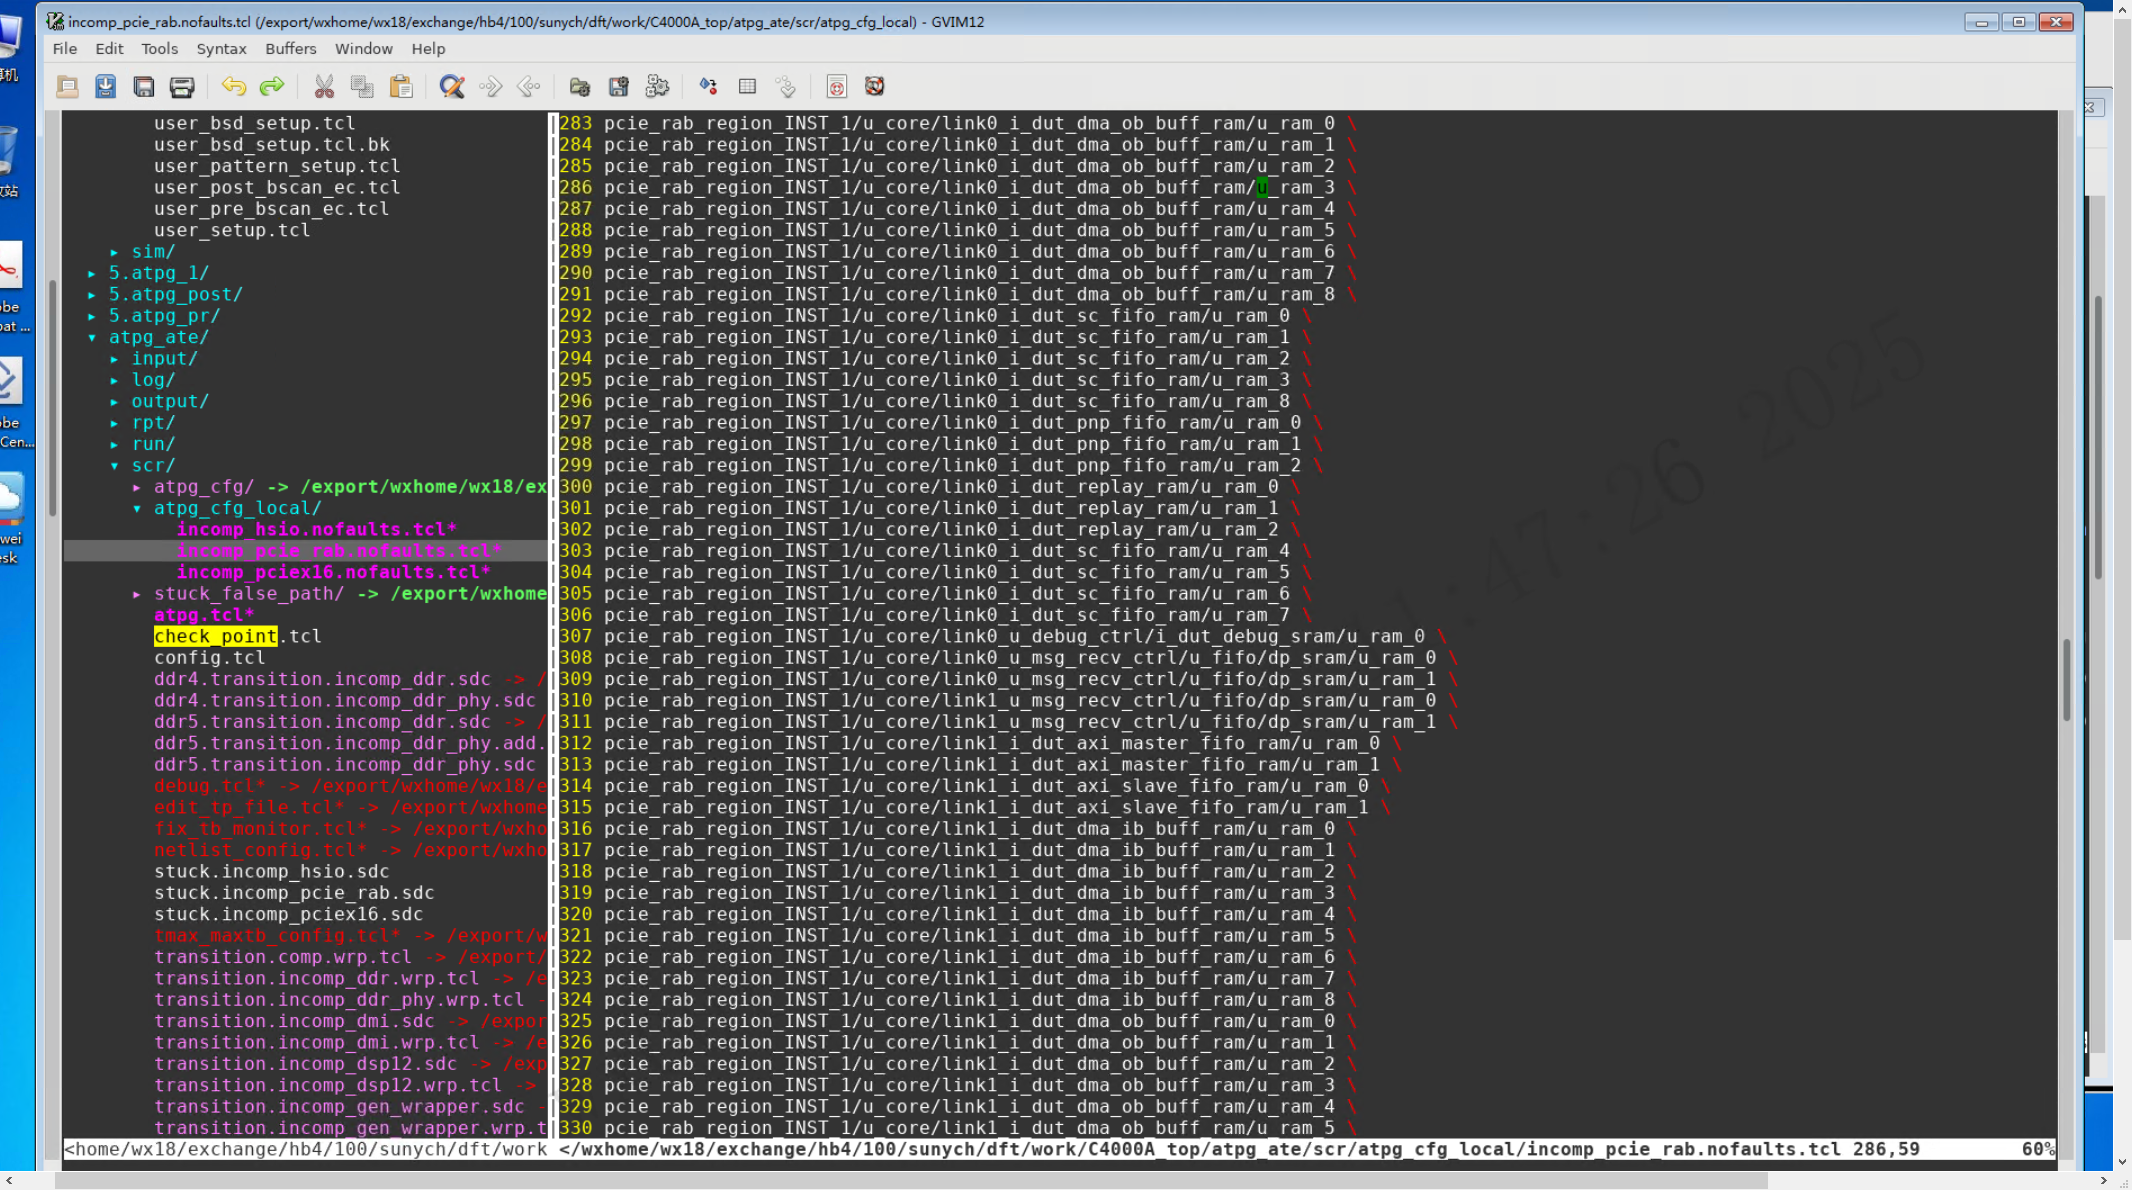 incomp_pcie_rab.nofaults.tcl (/export/wxhome/wx18/exchange/hb4/100/sunych/dft/work/C4000A_top/atpg_ate/scr/atpg_cfg_local) - GVIM12
File Edit Tools Syntax Buffers Window Help
user_bsd_setup.tcl
user_bsd_setup.tcl.bk
user_pattern_setup.tcl
user_post_bscan_ec.tcl
user_pre_bscan_ec.tcl
user_setup.tcl
▸ sim/
▸ 5.atpg_1/
▸ 5.atpg_post/
▸ 5.atpg_pr/
▾ atpg_ate/
▸ input/
▸ log/
▸ output/
▸ rpt/
▸ run/
▾ scr/
▸ atpg_cfg/ -> /export/wxhome/wx18/ex
▾ atpg_cfg_local/
incomp_hsio.nofaults.tcl*
incomp_pcie_rab.nofaults.tcl*
incomp_pciex16.nofaults.tcl*
▸ stuck_false_path/ -> /export/wxhome
atpg.tcl*
check_point.tcl
config.tcl
ddr4.transition.incomp_ddr.sdc -> /
ddr4.transition.incomp_ddr_phy.sdc
ddr5.transition.incomp_ddr.sdc -> /
ddr5.transition.incomp_ddr_phy.add.
ddr5.transition.incomp_ddr_phy.sdc
debug.tcl* -> /export/wxhome/wx18/e
edit_tp_file.tcl* -> /export/wxhome
fix_tb_monitor.tcl* -> /export/wxho
netlist_config.tcl* -> /export/wxho
stuck.incomp_hsio.sdc
stuck.incomp_pcie_rab.sdc
stuck.incomp_pciex16.sdc
tmax_maxtb_config.tcl* -> /export/w
transition.comp.wrp.tcl -> /export/
transition.incomp_ddr.wrp.tcl -> /e
transition.incomp_ddr_phy.wrp.tcl -
transition.incomp_dmi.sdc -> /expor
transition.incomp_dmi.wrp.tcl -> /e
transition.incomp_dsp12.sdc -> /exp
transition.incomp_dsp12.wrp.tcl ->
transition.incomp_gen_wrapper.sdc -
transition.incomp_gen_wrapper.wrp.t
283 pcie_rab_region_INST_1/u_core/link0_i_dut_dma_ob_buff_ram/u_ram_0 \
284 pcie_rab_region_INST_1/u_core/link0_i_dut_dma_ob_buff_ram/u_ram_1 \
285 pcie_rab_region_INST_1/u_core/link0_i_dut_dma_ob_buff_ram/u_ram_2 \
286 pcie_rab_region_INST_1/u_core/link0_i_dut_dma_ob_buff_ram/u_ram_3 \
287 pcie_rab_region_INST_1/u_core/link0_i_dut_dma_ob_buff_ram/u_ram_4 \
288 pcie_rab_region_INST_1/u_core/link0_i_dut_dma_ob_buff_ram/u_ram_5 \
289 pcie_rab_region_INST_1/u_core/link0_i_dut_dma_ob_buff_ram/u_ram_6 \
290 pcie_rab_region_INST_1/u_core/link0_i_dut_dma_ob_buff_ram/u_ram_7 \
291 pcie_rab_region_INST_1/u_core/link0_i_dut_dma_ob_buff_ram/u_ram_8 \
292 pcie_rab_region_INST_1/u_core/link0_i_dut_sc_fifo_ram/u_ram_0 \
293 pcie_rab_region_INST_1/u_core/link0_i_dut_sc_fifo_ram/u_ram_1 \
294 pcie_rab_region_INST_1/u_core/link0_i_dut_sc_fifo_ram/u_ram_2 \
295 pcie_rab_region_INST_1/u_core/link0_i_dut_sc_fifo_ram/u_ram_3 \
296 pcie_rab_region_INST_1/u_core/link0_i_dut_sc_fifo_ram/u_ram_8 \
297 pcie_rab_region_INST_1/u_core/link0_i_dut_pnp_fifo_ram/u_ram_0 \
298 pcie_rab_region_INST_1/u_core/link0_i_dut_pnp_fifo_ram/u_ram_1 \
299 pcie_rab_region_INST_1/u_core/link0_i_dut_pnp_fifo_ram/u_ram_2 \
300 pcie_rab_region_INST_1/u_core/link0_i_dut_replay_ram/u_ram_0 \
301 pcie_rab_region_INST_1/u_core/link0_i_dut_replay_ram/u_ram_1 \
302 pcie_rab_region_INST_1/u_core/link0_i_dut_replay_ram/u_ram_2 \
303 pcie_rab_region_INST_1/u_core/link0_i_dut_sc_fifo_ram/u_ram_4 \
304 pcie_rab_region_INST_1/u_core/link0_i_dut_sc_fifo_ram/u_ram_5 \
305 pcie_rab_region_INST_1/u_core/link0_i_dut_sc_fifo_ram/u_ram_6 \
306 pcie_rab_region_INST_1/u_core/link0_i_dut_sc_fifo_ram/u_ram_7 \
307 pcie_rab_region_INST_1/u_core/link0_u_debug_ctrl/i_dut_debug_sram/u_ram_0 \
308 pcie_rab_region_INST_1/u_core/link0_u_msg_recv_ctrl/u_fifo/dp_sram/u_ram_0 \
309 pcie_rab_region_INST_1/u_core/link0_u_msg_recv_ctrl/u_fifo/dp_sram/u_ram_1 \
310 pcie_rab_region_INST_1/u_core/link1_u_msg_recv_ctrl/u_fifo/dp_sram/u_ram_0 \
311 pcie_rab_region_INST_1/u_core/link1_u_msg_recv_ctrl/u_fifo/dp_sram/u_ram_1 \
312 pcie_rab_region_INST_1/u_core/link1_i_dut_axi_master_fifo_ram/u_ram_0 \
313 pcie_rab_region_INST_1/u_core/link1_i_dut_axi_master_fifo_ram/u_ram_1 \
314 pcie_rab_region_INST_1/u_core/link1_i_dut_axi_slave_fifo_ram/u_ram_0 \
315 pcie_rab_region_INST_1/u_core/link1_i_dut_axi_slave_fifo_ram/u_ram_1 \
316 pcie_rab_region_INST_1/u_core/link1_i_dut_dma_ib_buff_ram/u_ram_0 \
317 pcie_rab_region_INST_1/u_core/link1_i_dut_dma_ib_buff_ram/u_ram_1 \
318 pcie_rab_region_INST_1/u_core/link1_i_dut_dma_ib_buff_ram/u_ram_2 \
319 pcie_rab_region_INST_1/u_core/link1_i_dut_dma_ib_buff_ram/u_ram_3 \
320 pcie_rab_region_INST_1/u_core/link1_i_dut_dma_ib_buff_ram/u_ram_4 \
321 pcie_rab_region_INST_1/u_core/link1_i_dut_dma_ib_buff_ram/u_ram_5 \
322 pcie_rab_region_INST_1/u_core/link1_i_dut_dma_ib_buff_ram/u_ram_6 \
323 pcie_rab_region_INST_1/u_core/link1_i_dut_dma_ib_buff_ram/u_ram_7 \
324 pcie_rab_region_INST_1/u_core/link1_i_dut_dma_ib_buff_ram/u_ram_8 \
325 pcie_rab_region_INST_1/u_core/link1_i_dut_dma_ob_buff_ram/u_ram_0 \
326 pcie_rab_region_INST_1/u_core/link1_i_dut_dma_ob_buff_ram/u_ram_1 \
327 pcie_rab_region_INST_1/u_core/link1_i_dut_dma_ob_buff_ram/u_ram_2 \
328 pcie_rab_region_INST_1/u_core/link1_i_dut_dma_ob_buff_ram/u_ram_3 \
329 pcie_rab_region_INST_1/u_core/link1_i_dut_dma_ob_buff_ram/u_ram_4 \
330 pcie_rab_region_INST_1/u_core/link1_i_dut_dma_ob_buff_ram/u_ram_5 \
<home/wx18/exchange/hb4/100/sunych/dft/work </wxhome/wx18/exchange/hb4/100/sunych/dft/work/C4000A_top/atpg_ate/scr/atpg_cfg_local/incomp_pcie_rab.nofaults.tcl 286,59 60%
:47:26 2025